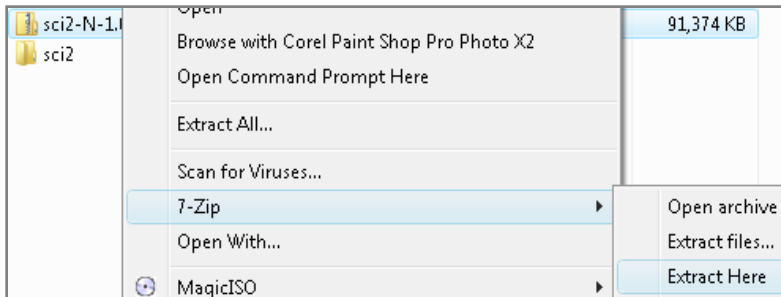 Open
sci2-N-1.
91,374 KB
Browse with Corel Paint Shop Pro Photo X2
sci2
Open Command Prompt Here
Extract All...
Scan for Viruses...
7-Zip
Open archive
Open With...
Extract files...
Extract Here
MagicISO